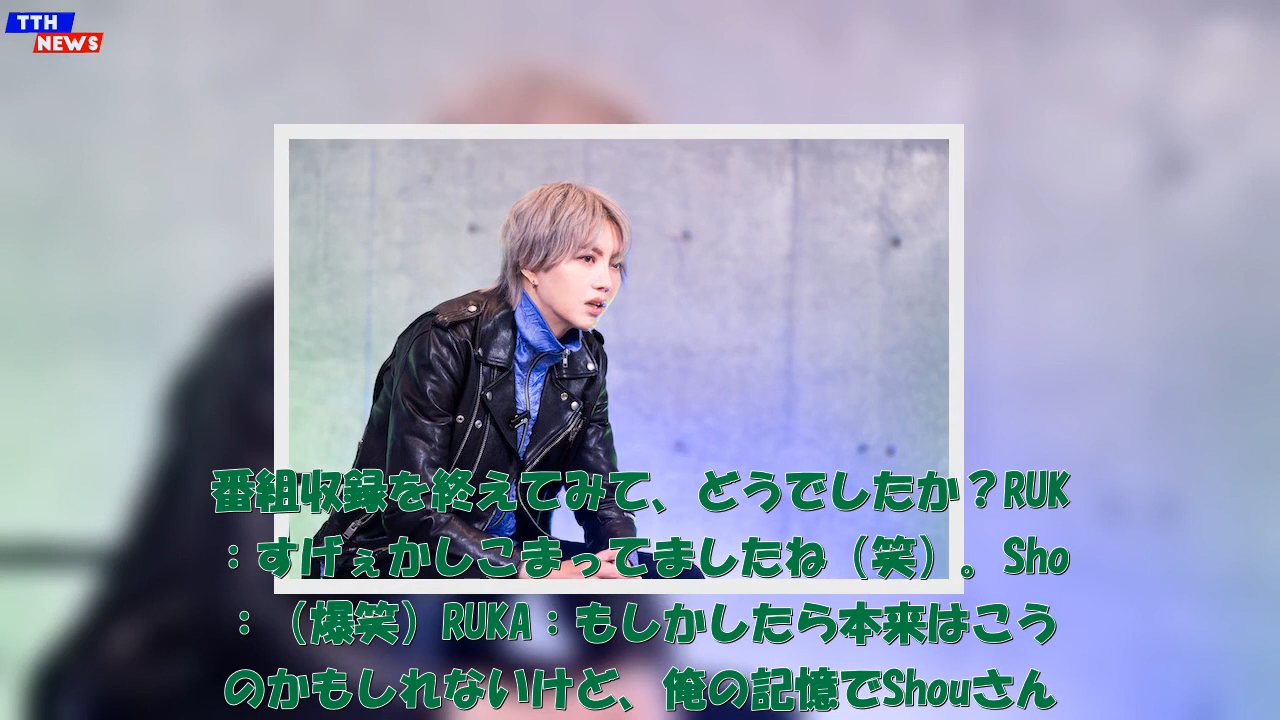 TTH
NEWS
番組収録を終えてみて、どうでしたか？RUK
：すげぇかしこまってましたね（笑）。Sho
：（爆笑）RUKA：もしかしたら本来はこう
のかもしれないけど、俺の記憶でShouさん